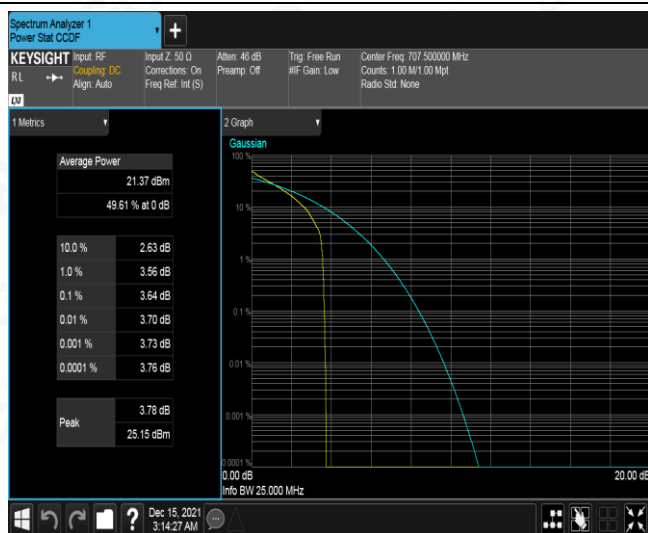 Spectrum Analyzer 1
Power Stat CCDF
+
KEYSIGHT
RL
LXI
Input: RF
Coupling: DC
Align: Auto
Input Z: 50 Ω
Corrections: On
Freq Ref: Int (S)
Atten: 46 dB
Preamp: Off
Trig: Free Run
#IF Gain: Low
Center Freq: 707.500000 MHz
Counts: 1.00 M/1.00 Mpt
Radio Std: None
1 Metrics
Average Power
21.37 dBm
49.61 % at 0 dB
10.0 % 2.63 dB
1.0 % 3.56 dB
0.1 % 3.64 dB
0.01 % 3.70 dB
0.001 % 3.73 dB
0.0001 % 3.76 dB
Peak
3.78 dB
25.15 dBm
2 Graph
Gaussian
100 %
10 %
1 %
0.1 %
0.01 %
0.001 %
0.0001 %
0.00 dB 20.00 dB
Info BW 25.000 MHz
?
Dec 15, 2021
3:14:27 AM